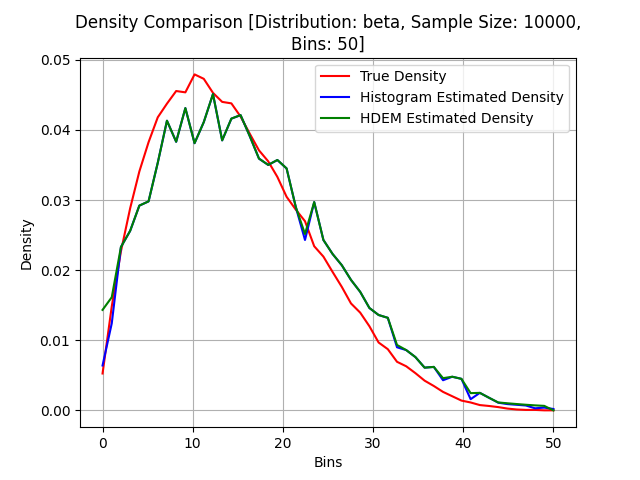 Density Comparison [Distribution: beta, Sample Size: 10000,
Bins: 50]
True Density
Histogram Estimated Density
HDEM Estimated Density
Density
0.05
0.04
0.03
0.02
0.01
0.00
0
10
20
30
40
50
Bins